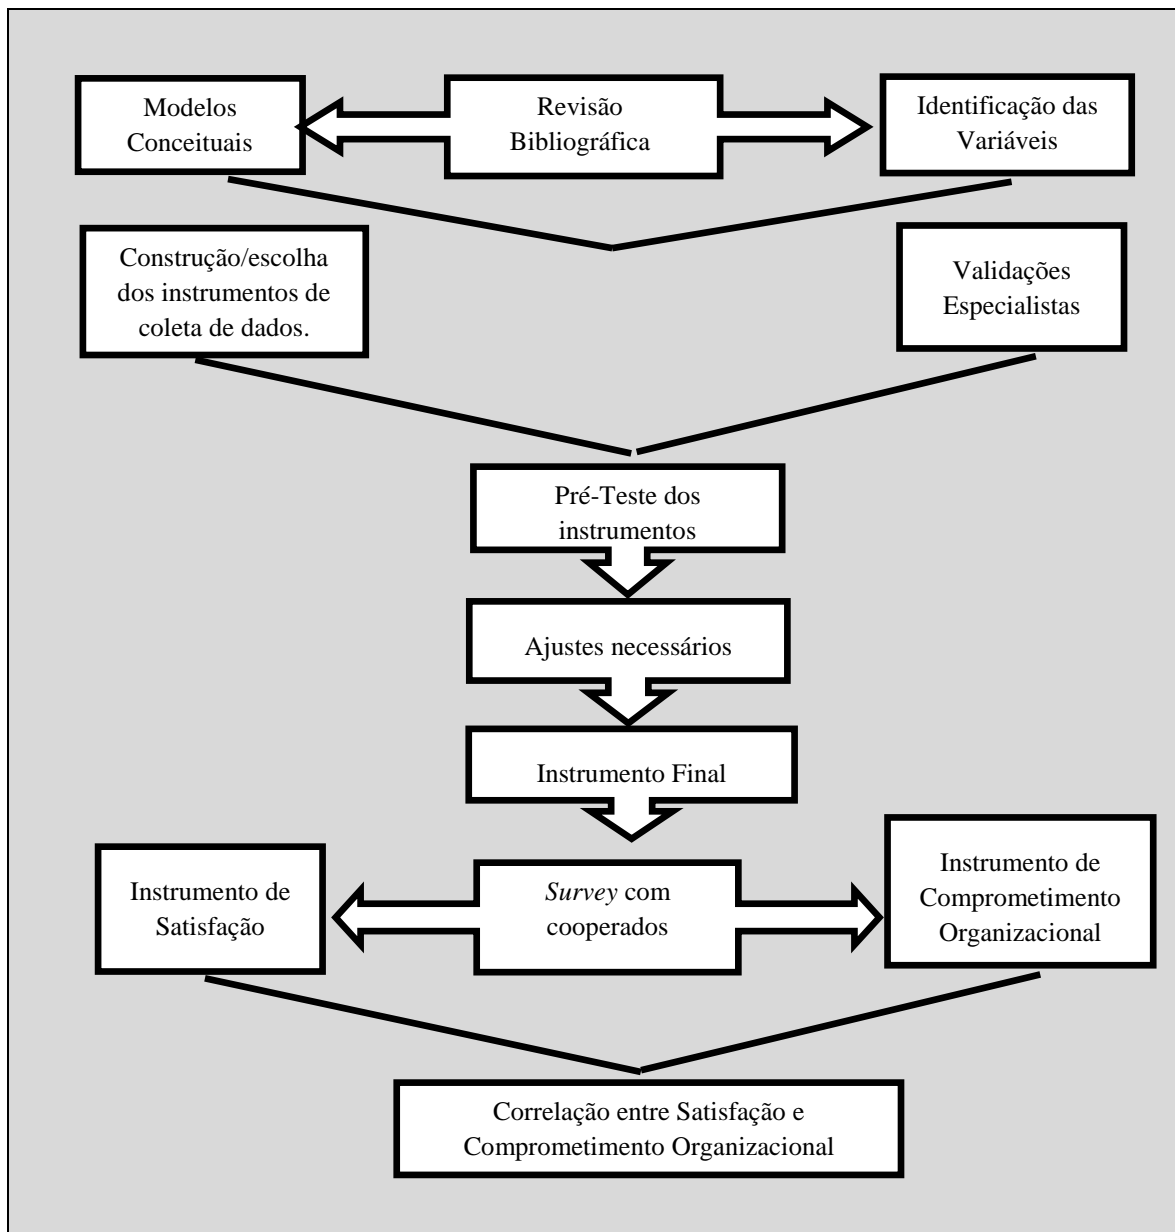 Modelos
Conceituais
Revisão
Bibliográfica
Identificação das
Variáveis
Construção/escolha
dos instrumentos de
coleta de dados.
Validações
Especialistas
Pré-Teste dos
instrumentos
Ajustes necessários
Instrumento Final
Instrumento de
Satisfação
Survey com
cooperados
Instrumento de
Comprometimento
Organizacional
Correlação entre Satisfação e
Comprometimento Organizacional